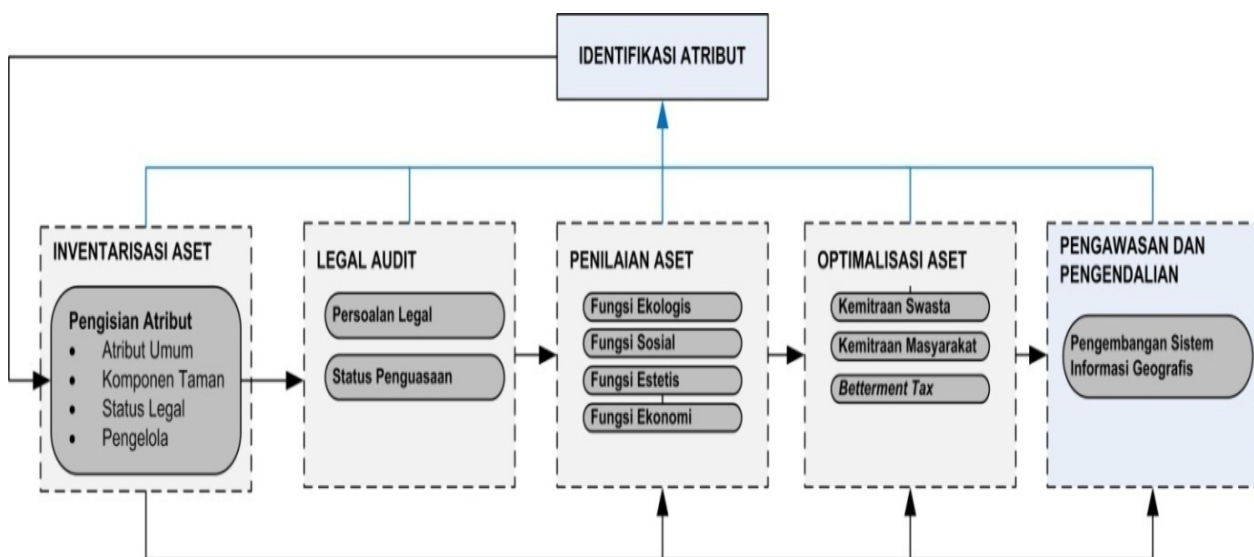 IDENTIFIKASI ATRIBUT
INVENTARISASI ASET
Pengisian Atribut
• Atribut Umum
• Komponen Taman
• Status Legal
• Pengelola
LEGAL AUDIT
Persoalan Legal
Status Penguasaan
PENILAIAN ASET
Fungsi Ekologis
Fungsi Sosial
Fungsi Estetis
Fungsi Ekonomi
OPTIMALISASI ASET
Kemitraan Swasta
Kemitraan Masyarakat
Betterment Tax
PENGAWASAN DAN
PENGENDALIAN
Pengembangan Sistem
Informasi Geografis